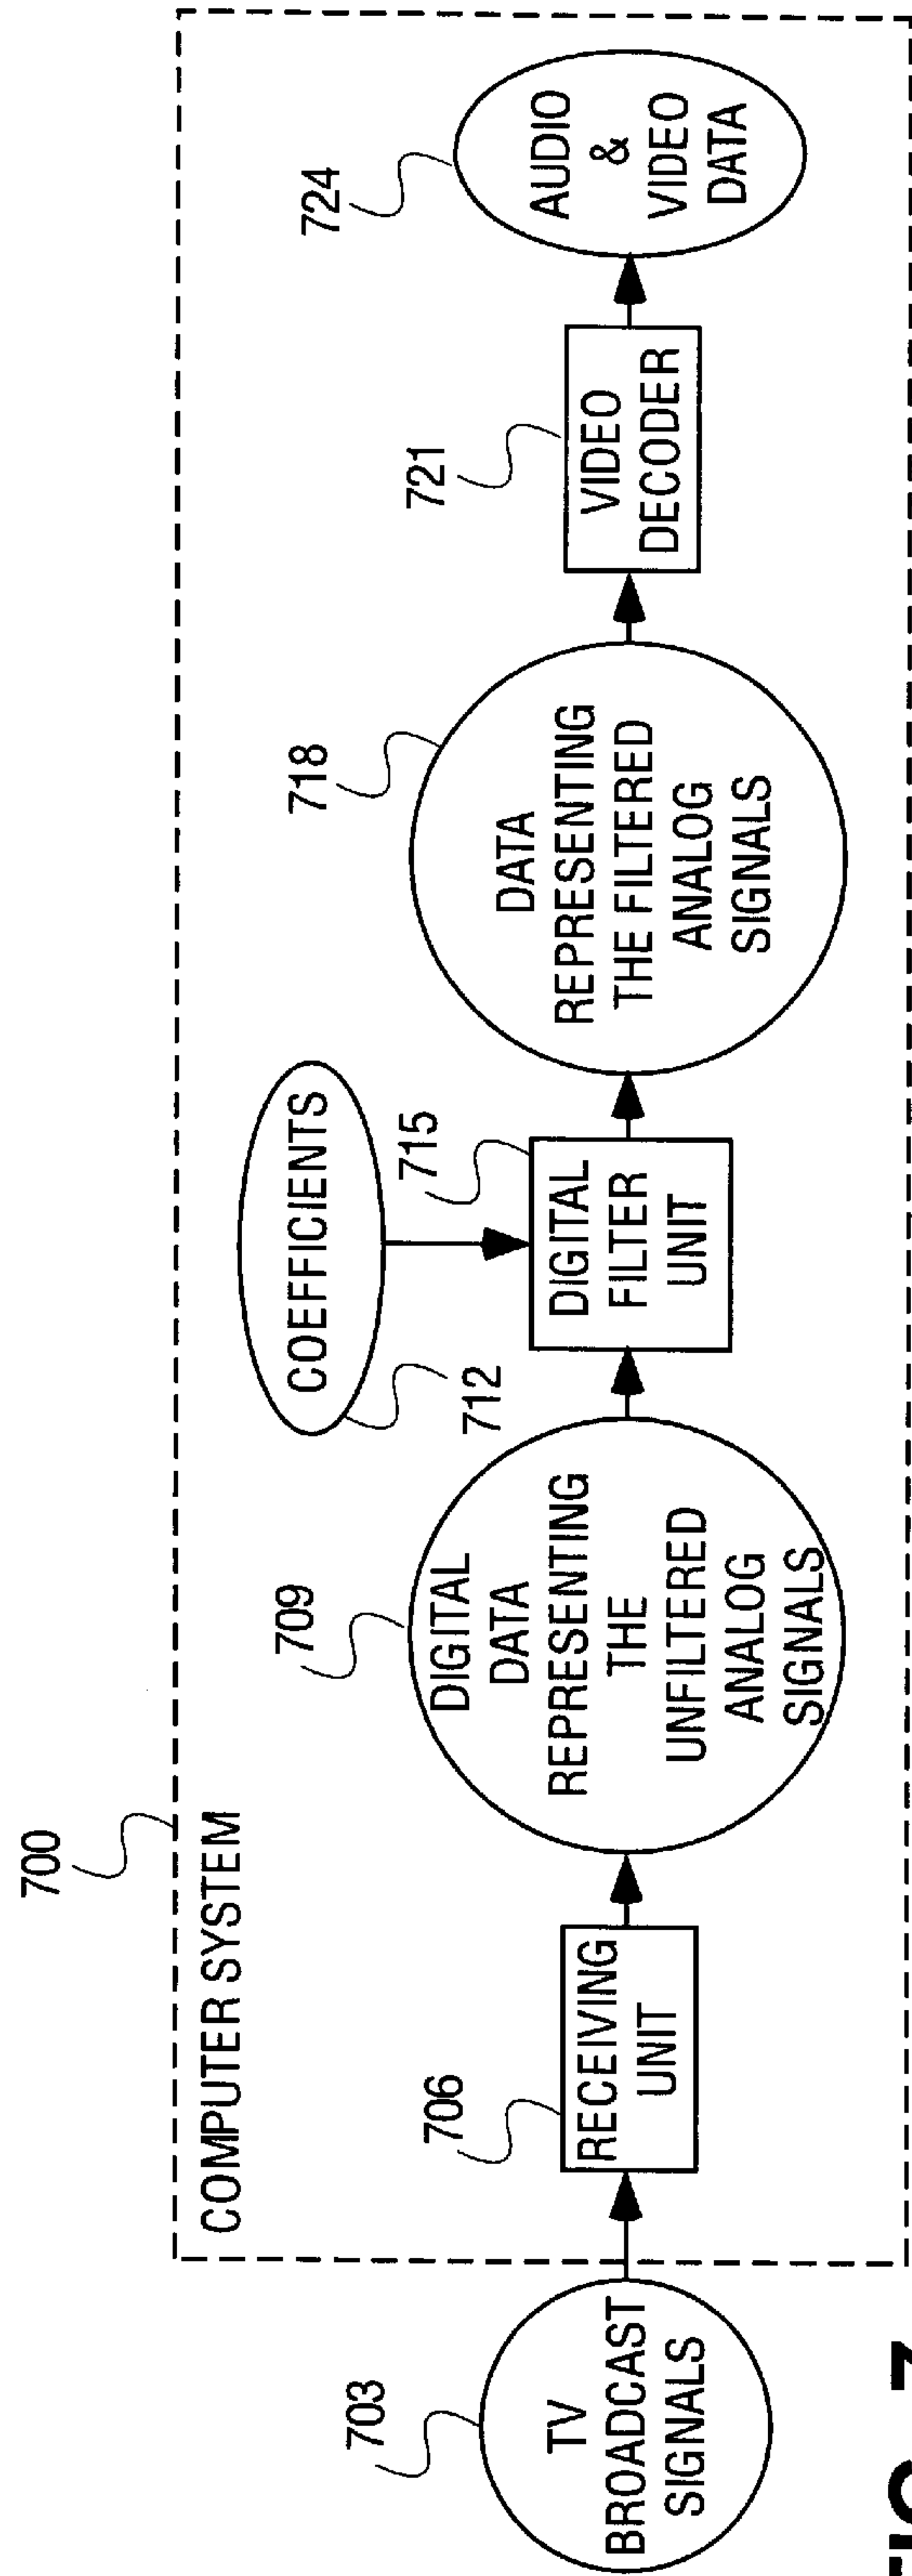 700
COMPUTER SYSTEM
703
TV
BROADCAST
SIGNALS
706
RECEIVING
UNIT
709
DIGITAL
DATA
REPRESENTING
THE
UNFILTERED
ANALOG
SIGNALS
COEFFICIENTS
712
715
DIGITAL
FILTER
UNIT
718
DATA
REPRESENTING
THE FILTERED
ANALOG
SIGNALS
721
VIDEO
DECODER
724
AUDIO
&
VIDEO
DATA